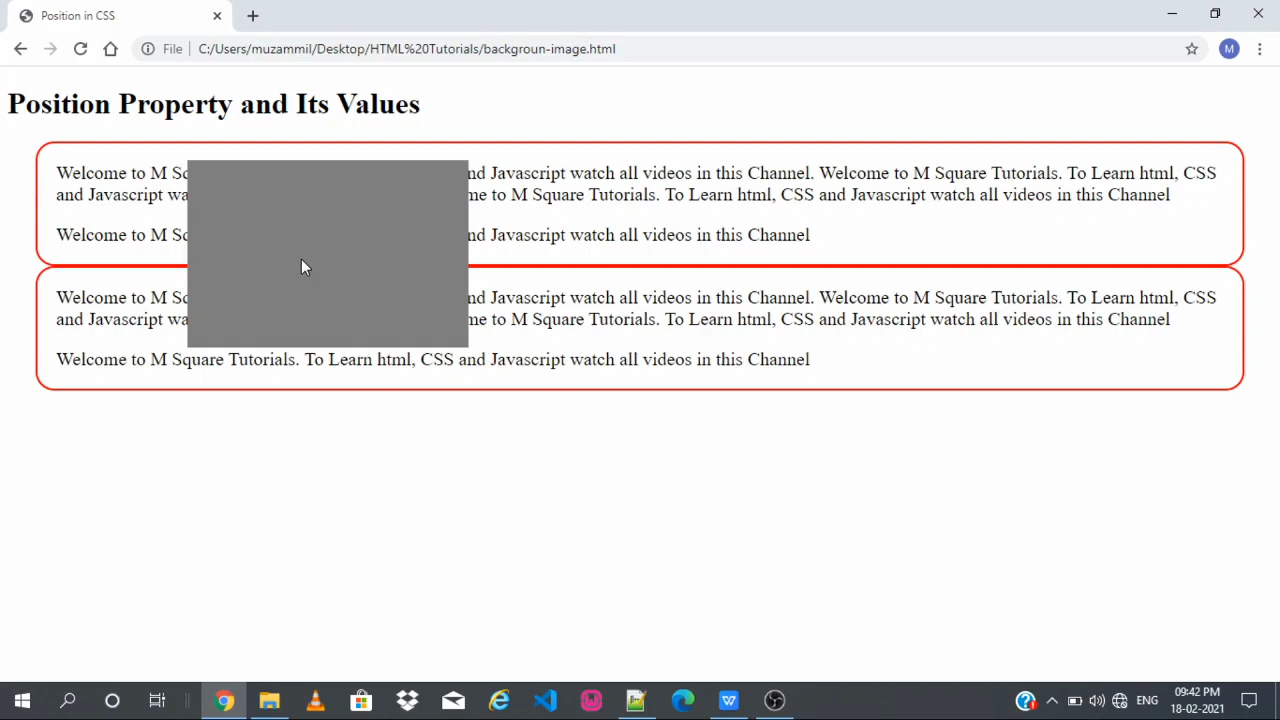 Position in CSS
File C:/Users/muzammil/Desktop/HTML%20Tutorials/backgroun-image.html
M
Position Property and Its Values
Welcome to M Sq nd Javascript watch all videos in this Channel. Welcome to M Square Tutorials. To Learn html, CSS
and Javascript wa me to M Square Tutorials. To Learn html, CSS and Javascript watch all videos in this Channel
Welcome to M Sq nd Javascript watch all videos in this Channel
Welcome to M Sq nd Javascript watch all videos in this Channel. Welcome to M Square Tutorials. To Learn html, CSS
and Javascript wa me to M Square Tutorials. To Learn html, CSS and Javascript watch all videos in this Channel
Welcome to M Square Tutorials. To Learn html, CSS and Javascript watch all videos in this Channel
ENG
09:42 PM
18-02-2021